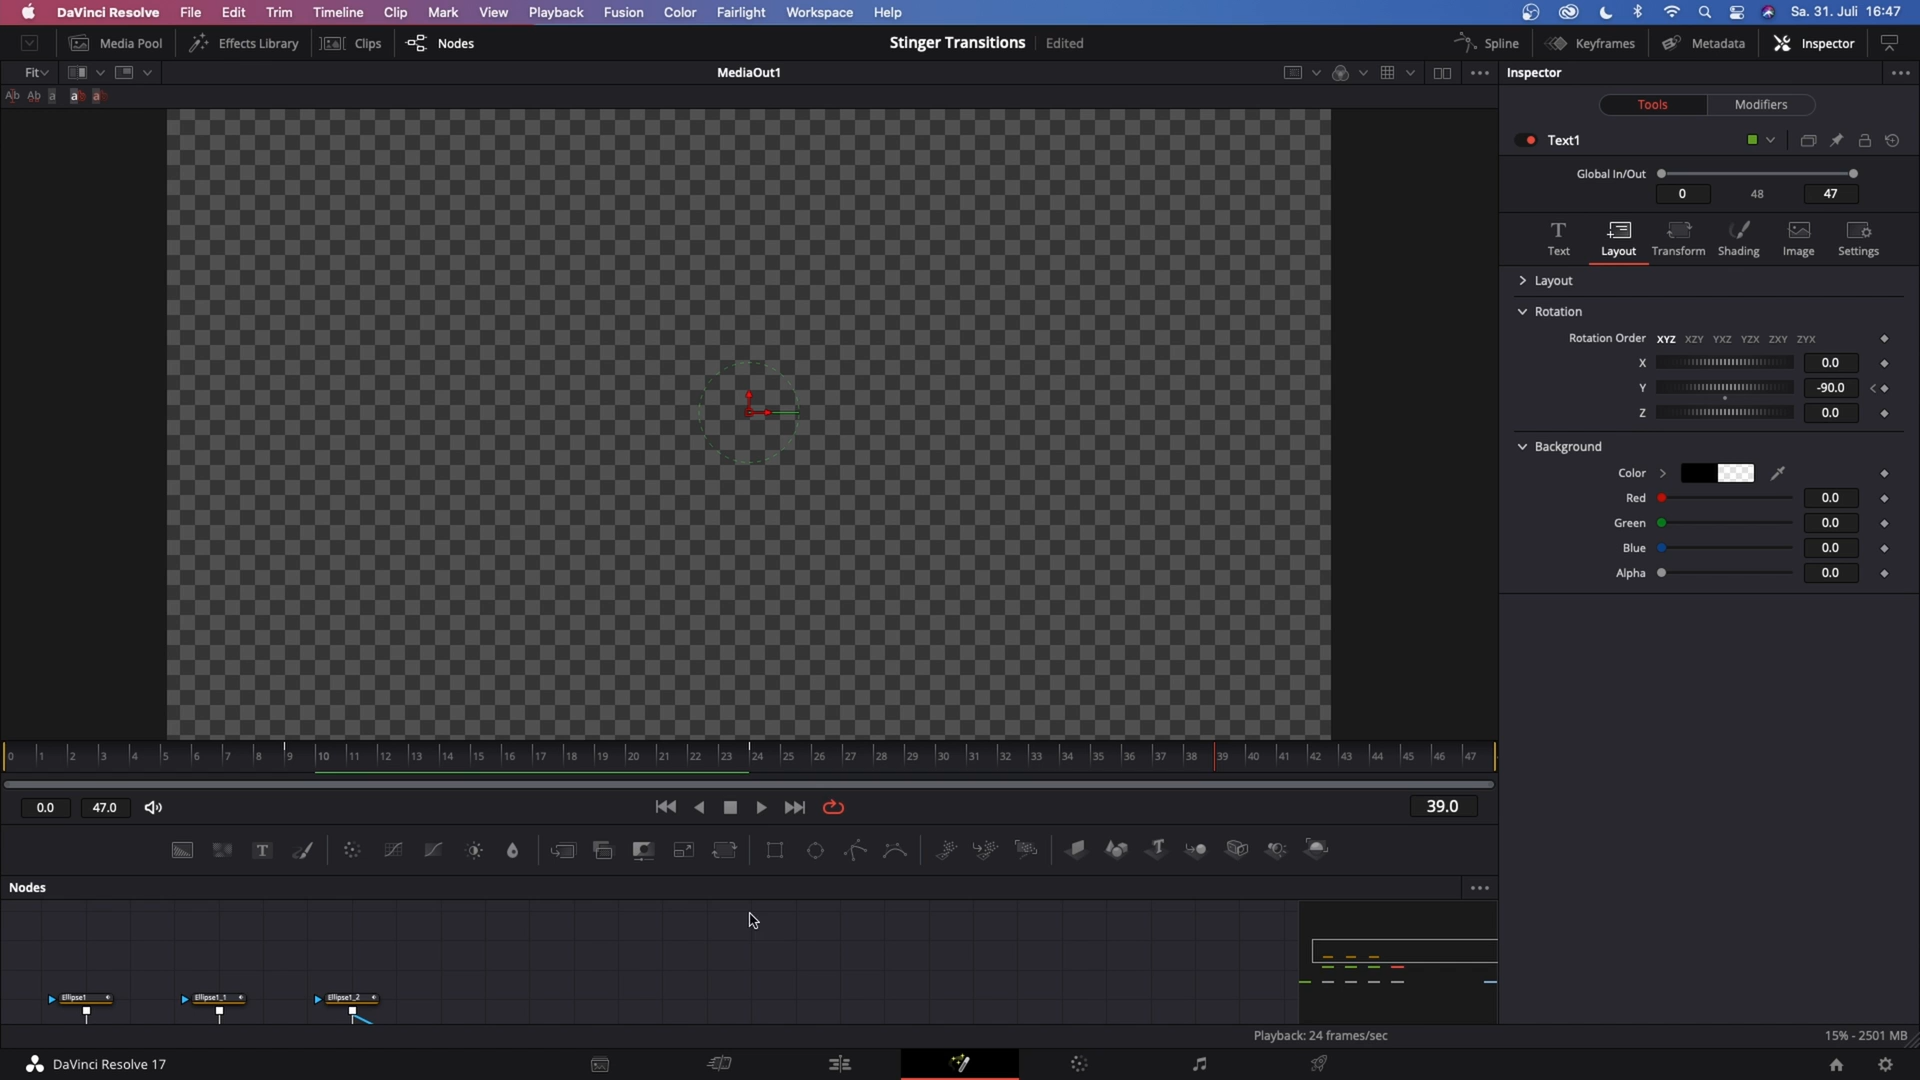 DaVinci Resolve File Edit Trim Timeline Clip Mark View Playback Fusion Color Fairlight Workspace Help Sa. 31. Juli 16:47
Media Pool Effects Library Clips Nodes Stinger Transitions Edited Spline Keyframes Metadata Inspector
Fit MediaOut1 Inspector
Ab Ab a a a
Tools Modifiers
Text1
Global In/Out
0 48 47
Text Layout Transform Shading Image Settings
Layout
Rotation
Rotation Order XYZ XZY YXZ YZX ZXY ZYX
X 0.0
Y -90.0
Z 0.0
Background
Color
Red 0.0
Green 0.0
Blue 0.0
Alpha 0.0
0 1 2 3 4 5 6 7 8 9 10 11 12 13 14 15 16 17 18 19 20 21 22 23 24 25 26 27 28 29 30 31 32 33 34 35 36 37 38 39 40 41 42 43 44 45 46 47
0.0 47.0 39.0
Nodes
Ellipse1 Ellipse1_1 Ellipse1_2
Playback: 24 frames/sec 15% - 2501 MB
DaVinci Resolve 17